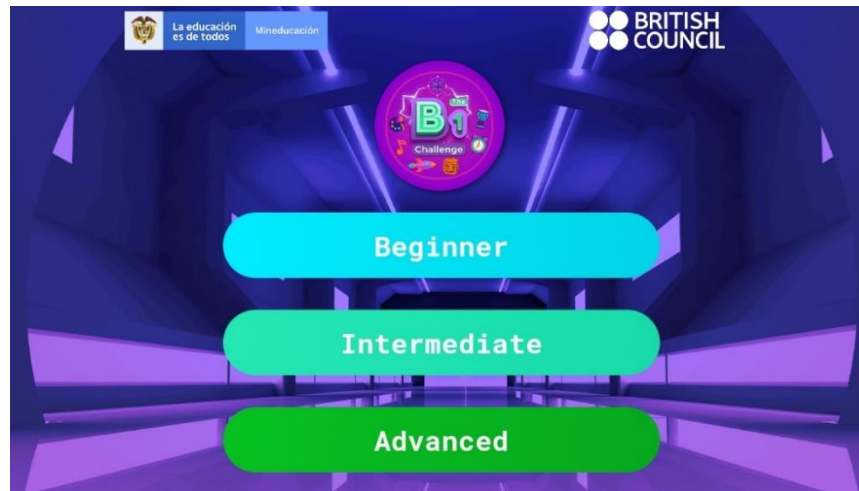 La educación
es de todos
Mineducación
BRITISH
COUNCIL
The
B1
Challenge
Beginner
Intermediate
Advanced